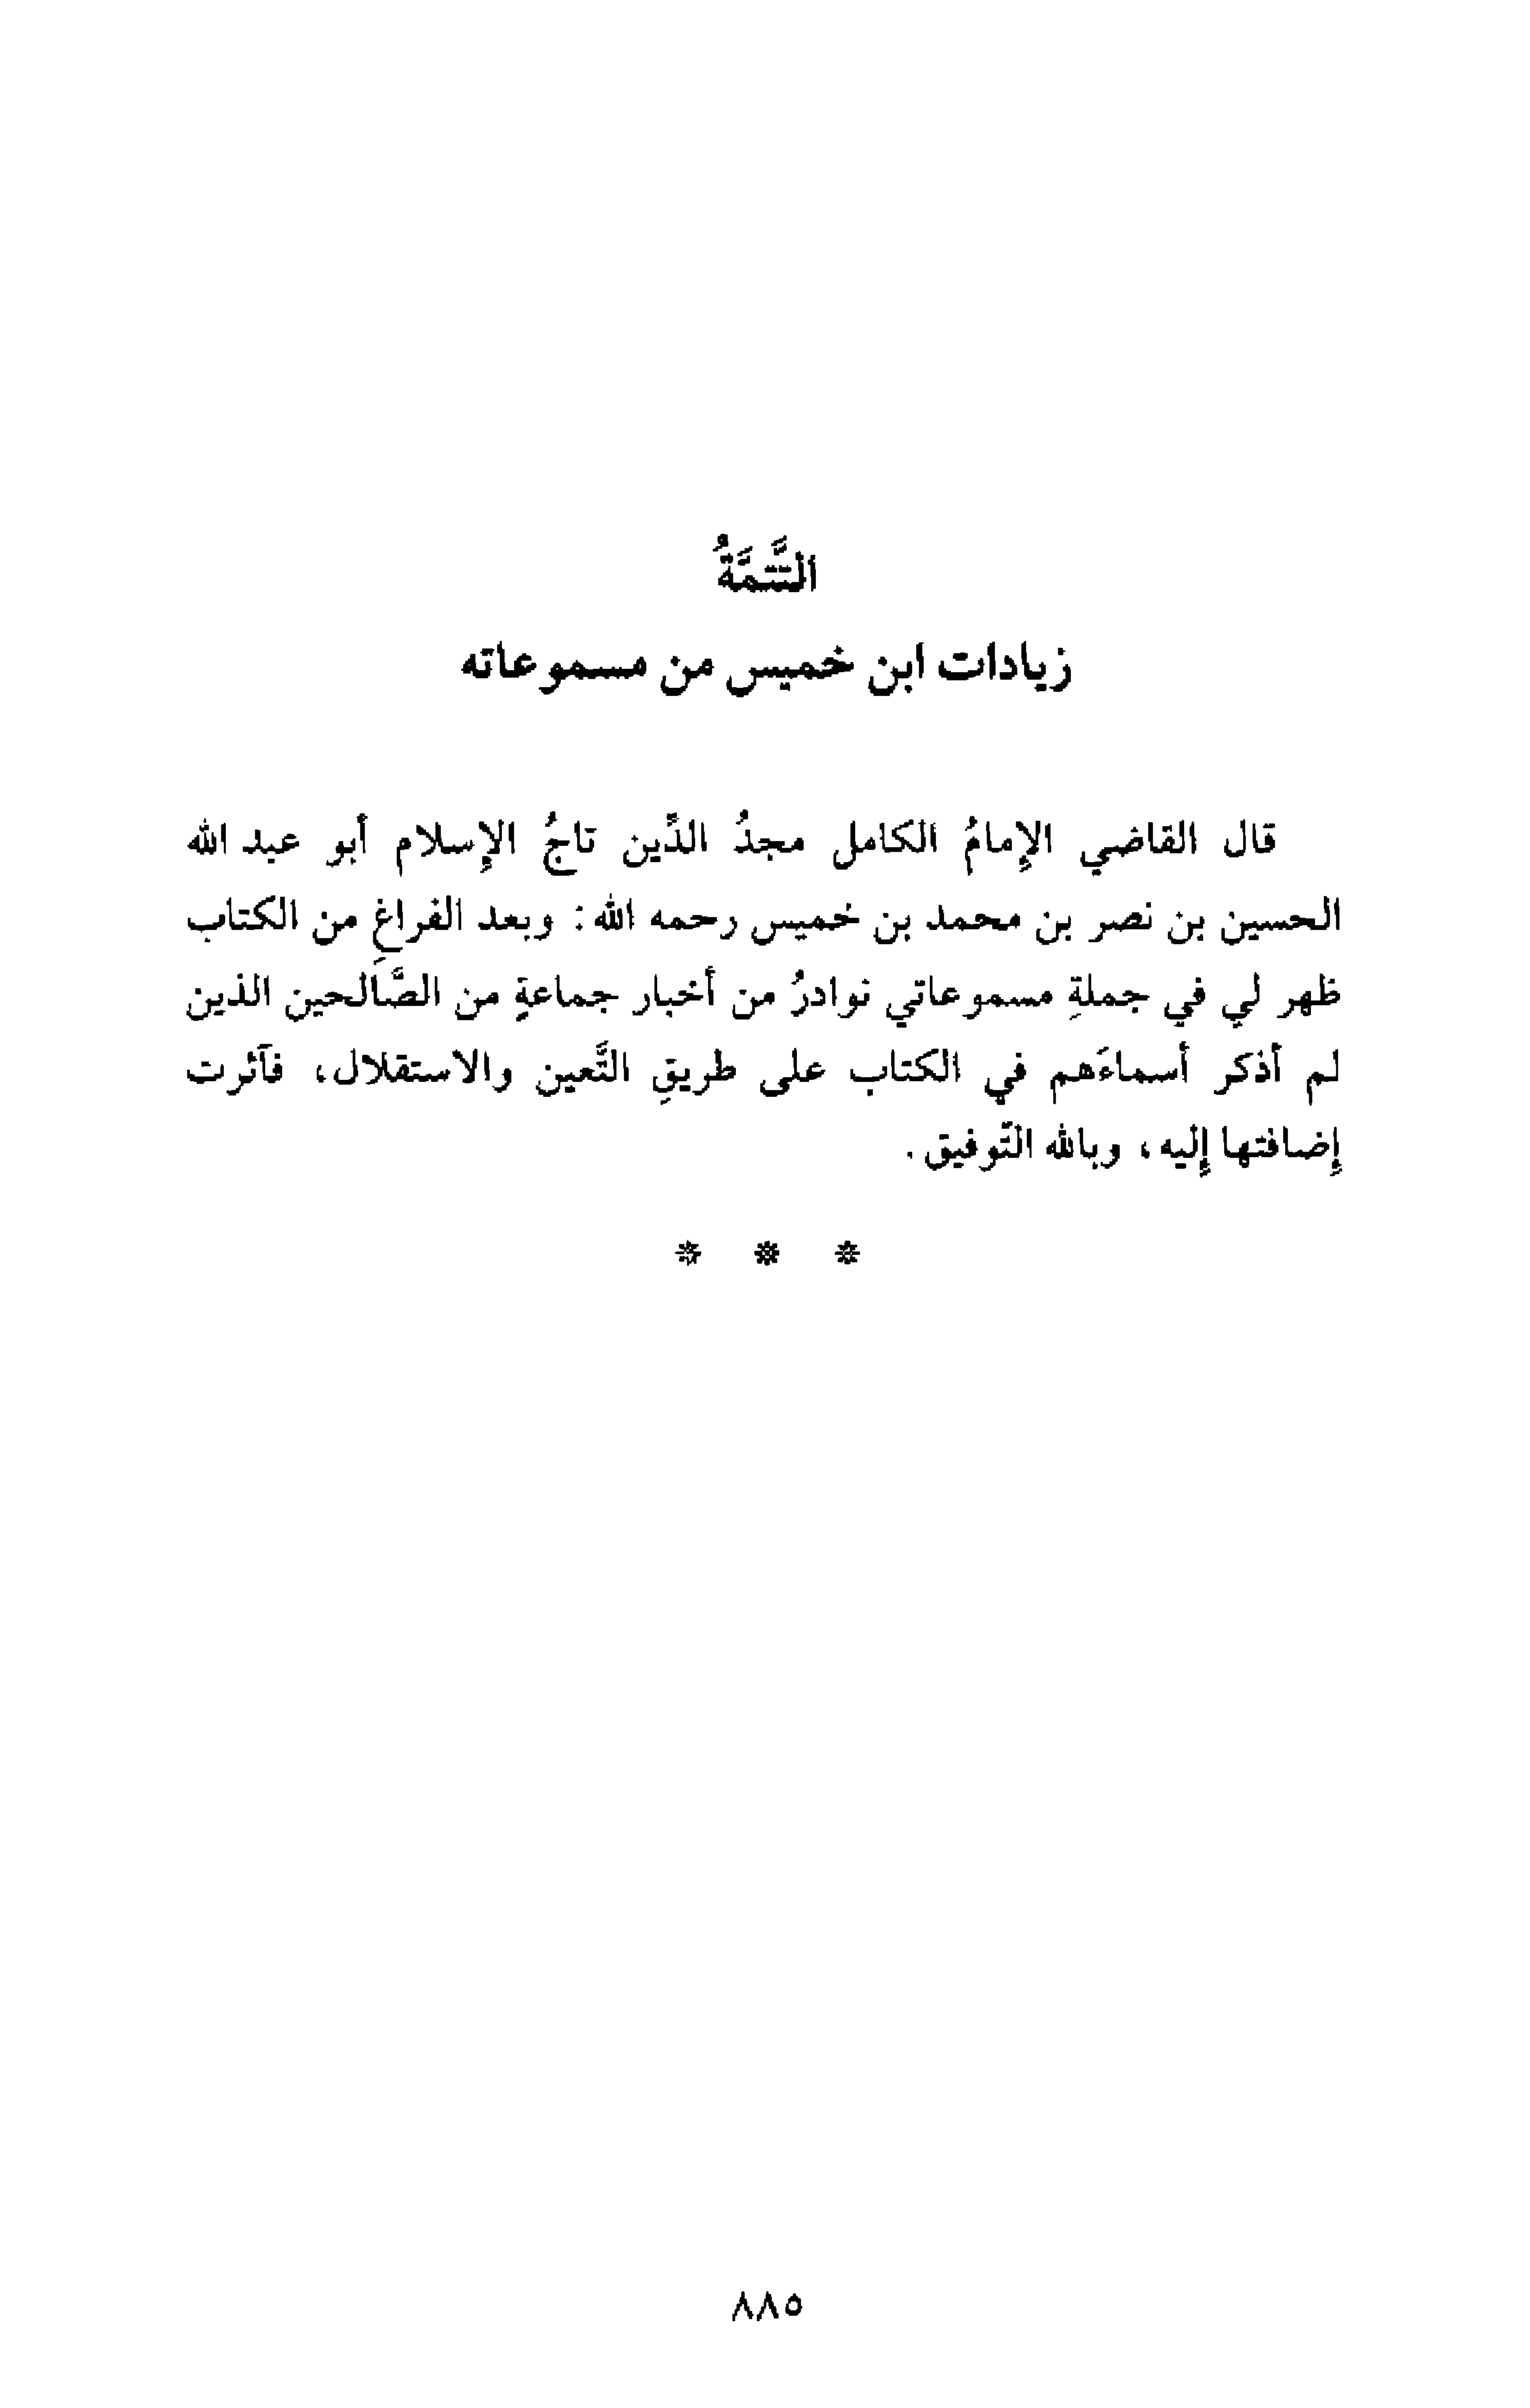 التَّتِمَّةُ
زيادات ابن خميس من مسموعاته
قال القاضي الإمامُ الكامل مجدُ الدِّين تاجُ الإسلام أبو عبد الله
الحسين بن نصر بن محمد بن خميس رحمه الله: وبعد الفراغِ من الكتاب
ظهر لي في جملةِ مسموعاتي نوادرُ من أخبار جماعةٍ من الصَّالحين الذين
لم أذكر أسماءَهم في الكتاب على طريقِ التَّعين والاستقلال، فآثرت
إضافتها إليه، وبالله التّوفيق.
* * *
٨٨٥